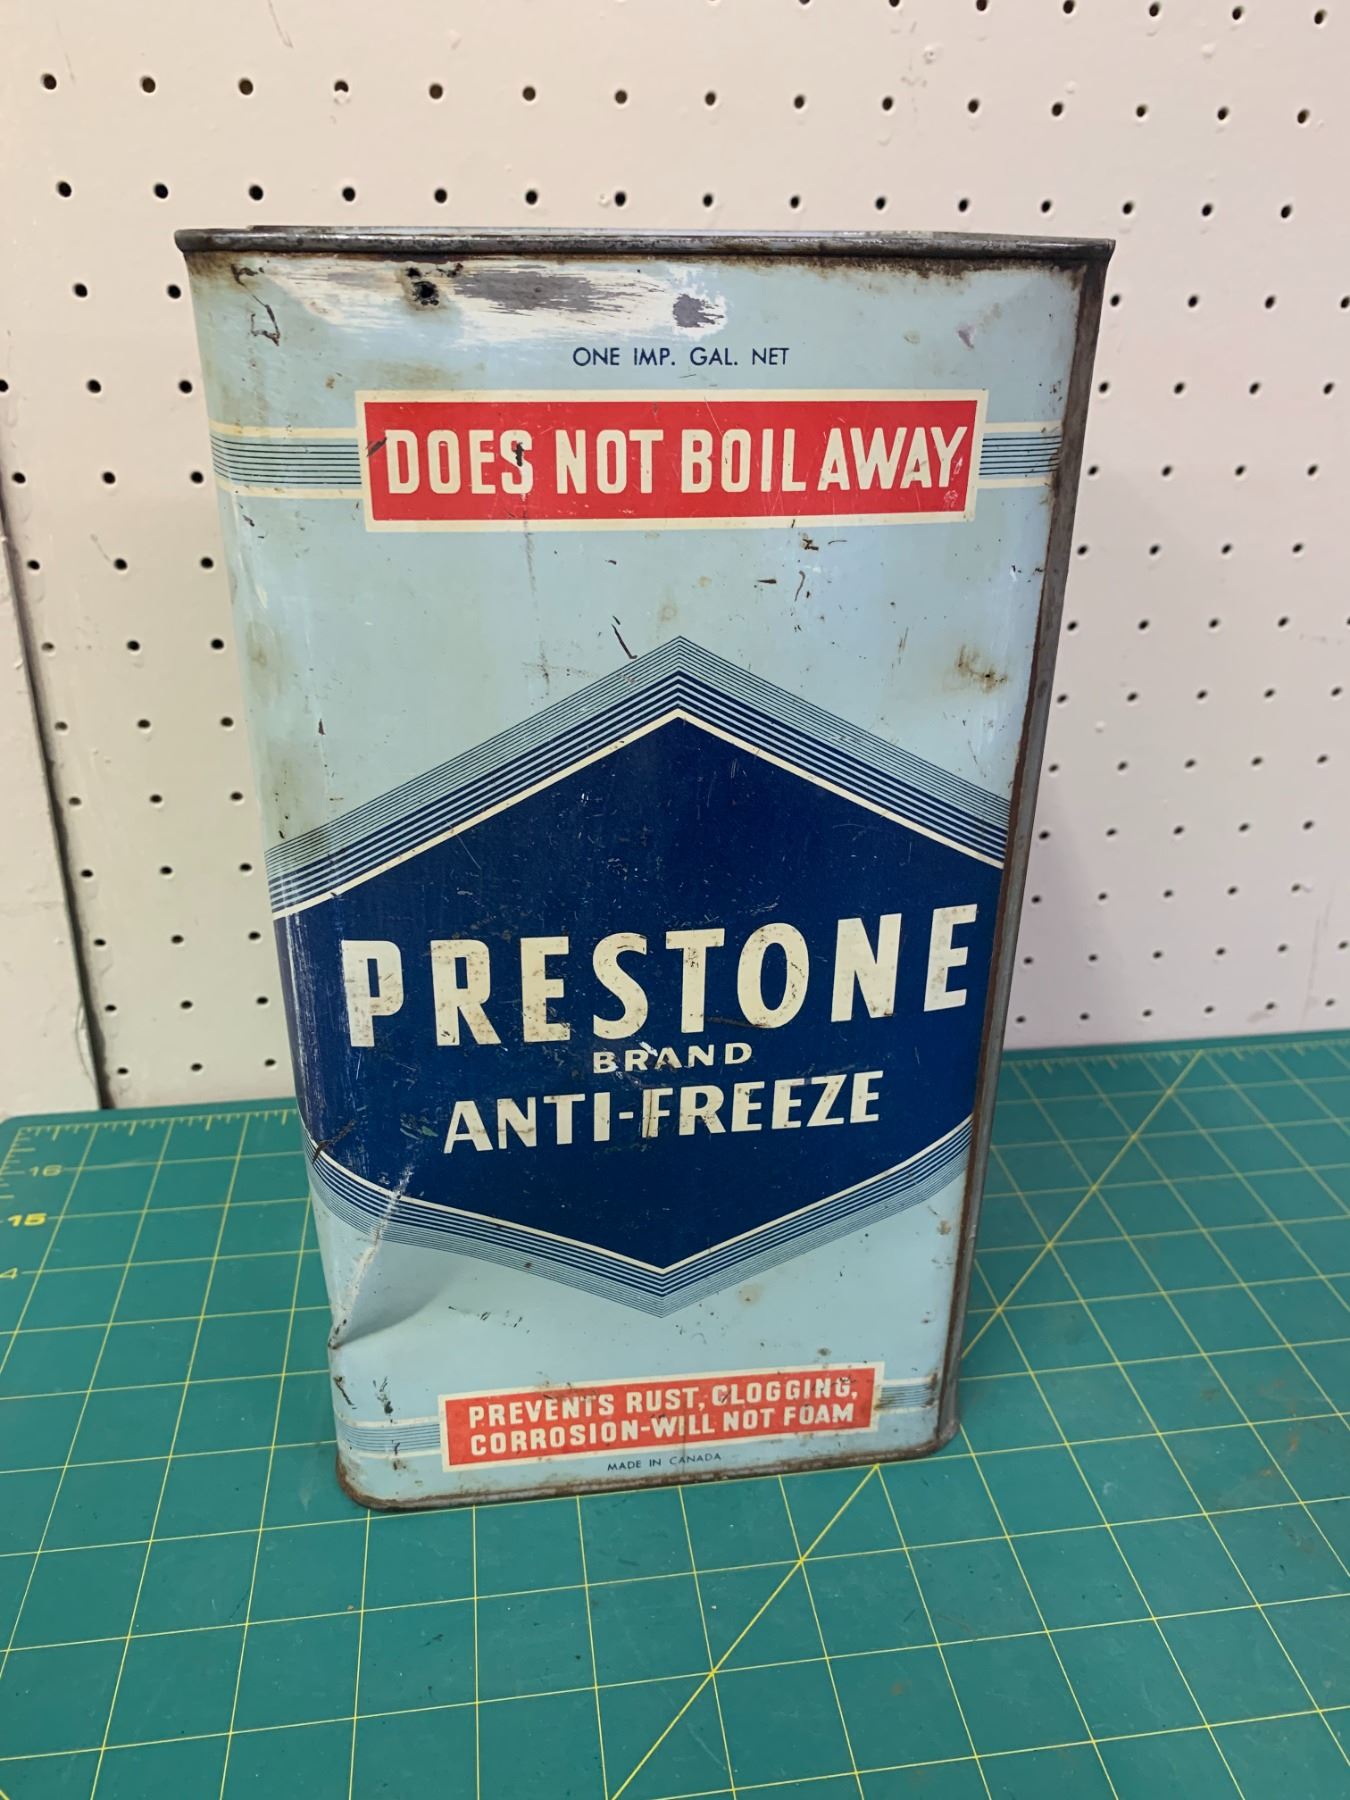 ONE IMP. GAL. NET
DOES NOT BOIL AWAY
PRESTONE
BRAND
ANTI-FREEZE
PREVENTS RUST, CLOGGING,
CORROSION-WILL NOT FOAM
MADE IN CANADA
16
15
4